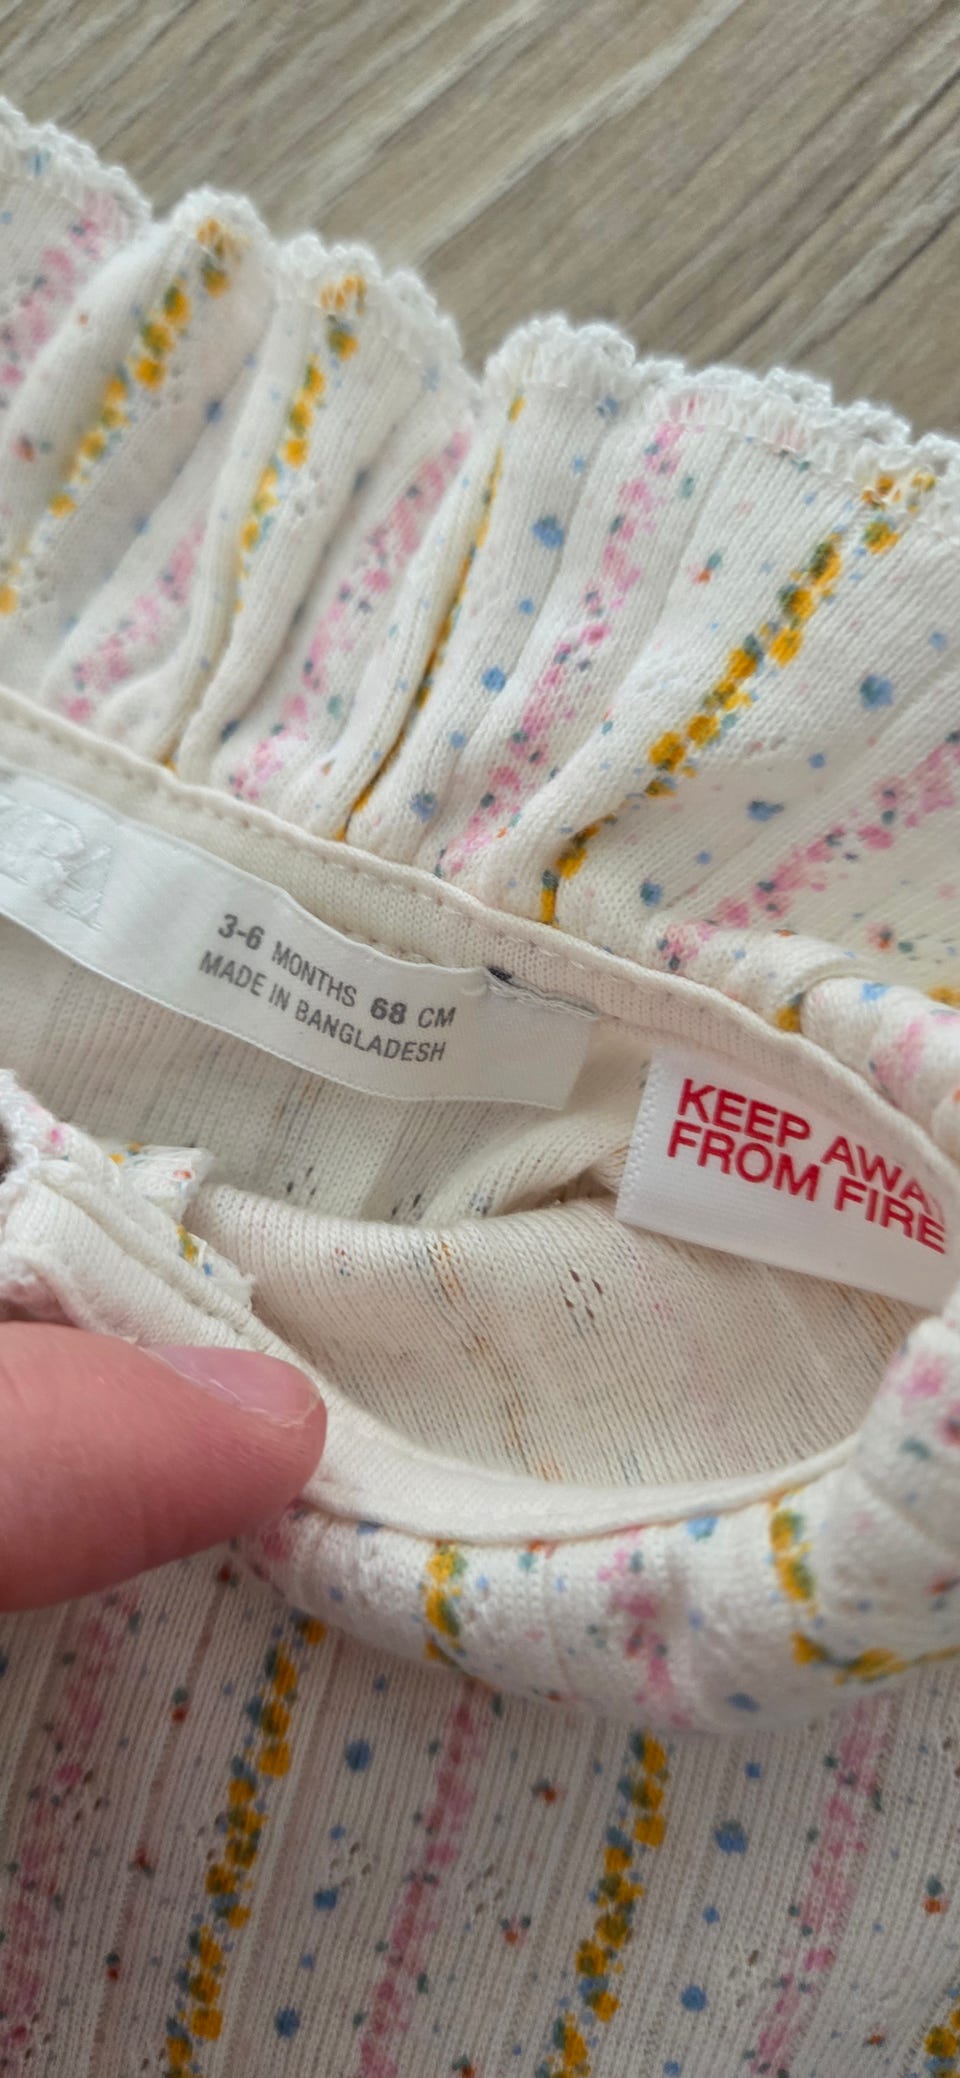 3-6 MONTHS 68 CM
MADE IN BANGLADESH
KEEP AWAY
FROM FIRE